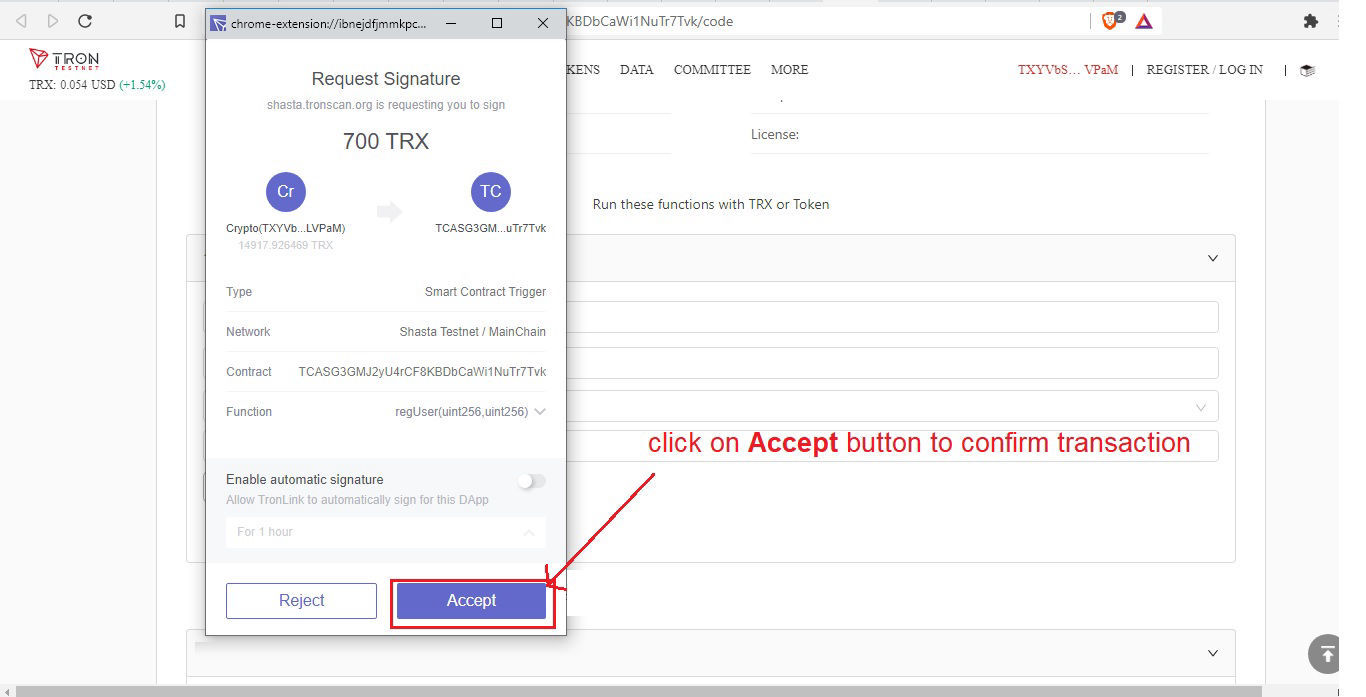 chrome-extension://ibnejdfjmmkpc...
KBDbCaWi1NuTr7Tvk/code
2
TRON
TESTNET
TRX: 0.054 USD (+1.54%)
KENS DATA COMMITTEE MORE
TXYVbS... VPaM | REGISTER / LOG IN |
Request Signature
shasta.tronscan.org is requesting you to sign
700 TRX
License:
Cr
TC
Run these functions with TRX or Token
Crypto(TXYVb...LVPaM)
TCASG3GM...uTr7Tvk
14917.926469 TRX
Type Smart Contract Trigger
Network Shasta Testnet / MainChain
Contract TCASG3GMJ2yU4rCF8KBDbCaWi1NuTr7Tvk
Function regUser(uint256,uint256)
click on Accept button to confirm transaction
Enable automatic signature
Allow TronLink to automatically sign for this DApp
For 1 hour
Reject
Accept